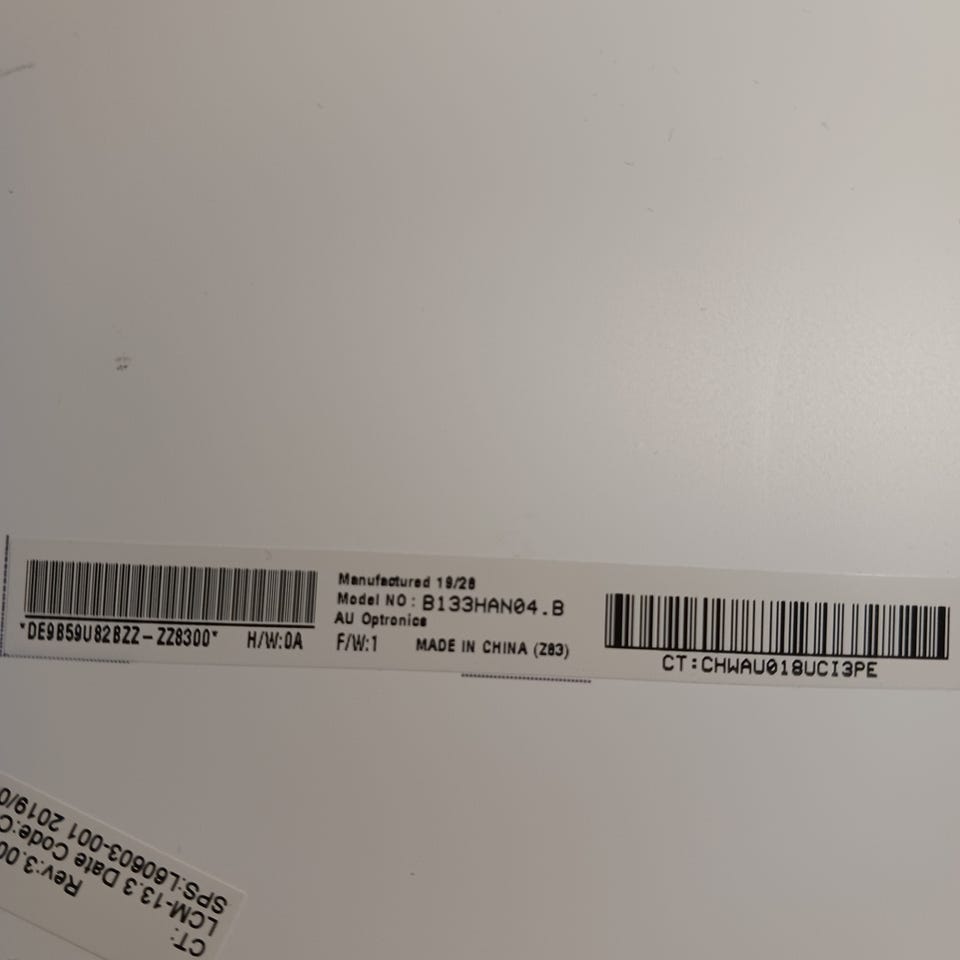 Manufactured 19/28
Model NO: B133HAN04.B
AU Optronics
*DE9859U828ZZ-ZZ8300* H/W:0A F/W:1 MADE IN CHINA (Z83)
CT:CHWAU018UCI3PE
CT:
LCM-13.3 Date Code:C
SPS:L60603-001 2019/0
Rev:3.00